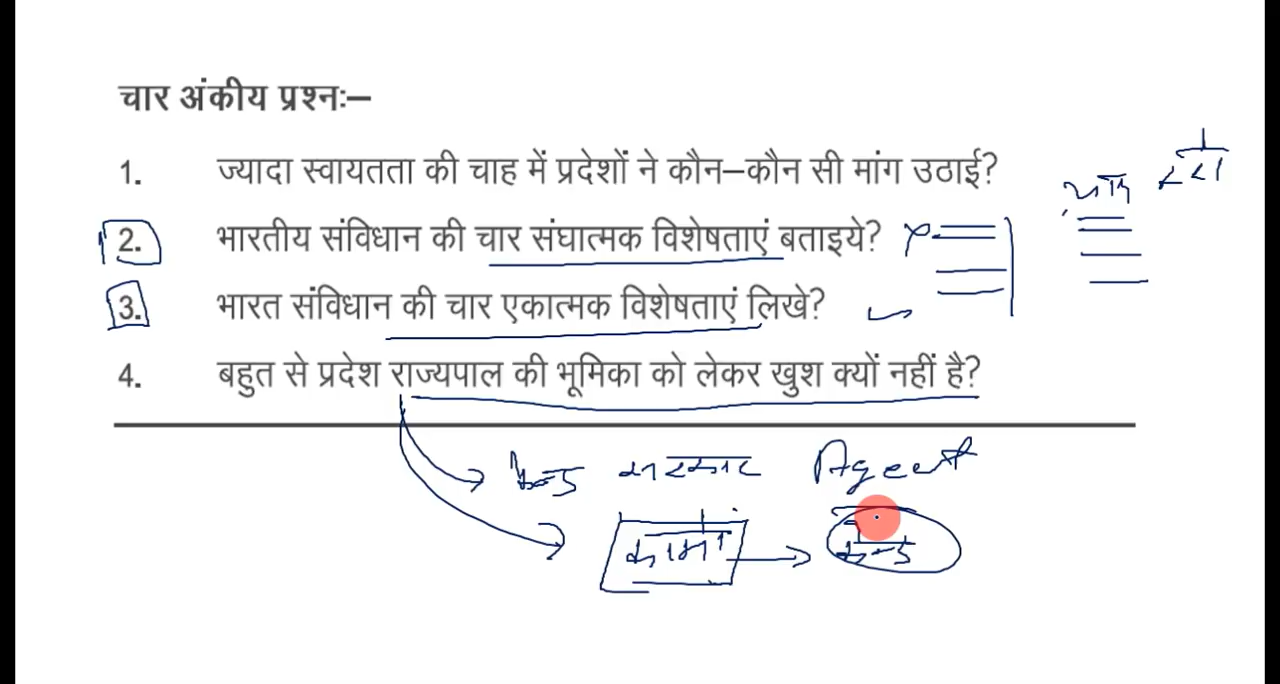 चार अंकीय प्रश्नः–
1. ज्यादा स्वायतता की चाह में प्रदेशों ने कौन–कौन सी मांग उठाई?
2. भारतीय संविधान की चार संघात्मक विशेषताएं बताइये?
3. भारत संविधान की चार एकात्मक विशेषताएं लिखे?
4. बहुत से प्रदेश राज्यपाल की भूमिका को लेकर खुश क्यों नहीं है?
सरकार Agent